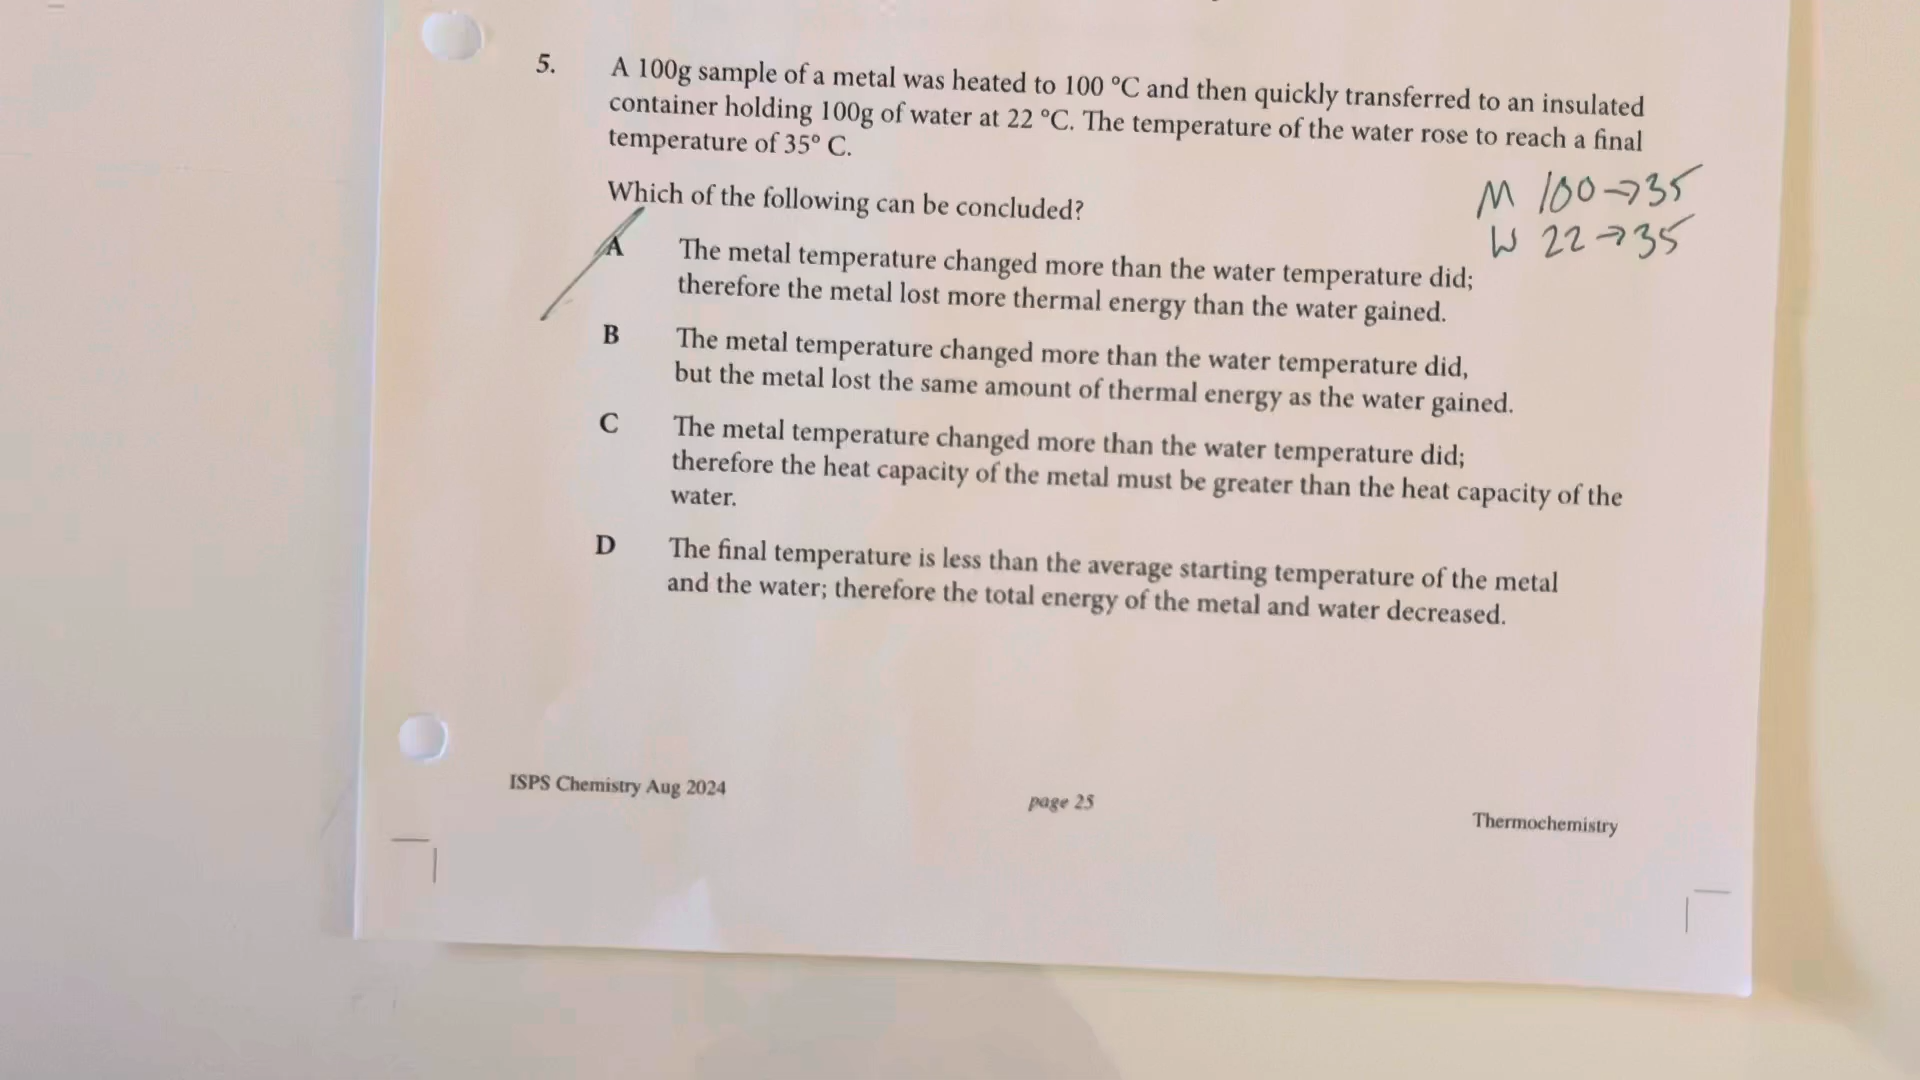 5. A 100g sample of a metal was heated to 100 °C and then quickly transferred to an insulated
container holding 100g of water at 22 °C. The temperature of the water rose to reach a final
temperature of 35° C.
Which of the following can be concluded?
M 100→35
W 22→35
A The metal temperature changed more than the water temperature did;
therefore the metal lost more thermal energy than the water gained.
B The metal temperature changed more than the water temperature did,
but the metal lost the same amount of thermal energy as the water gained.
C The metal temperature changed more than the water temperature did;
therefore the heat capacity of the metal must be greater than the heat capacity of the
water.
D The final temperature is less than the average starting temperature of the metal
and the water; therefore the total energy of the metal and water decreased.
ISPS Chemistry Aug 2024
page 25
Thermochemistry